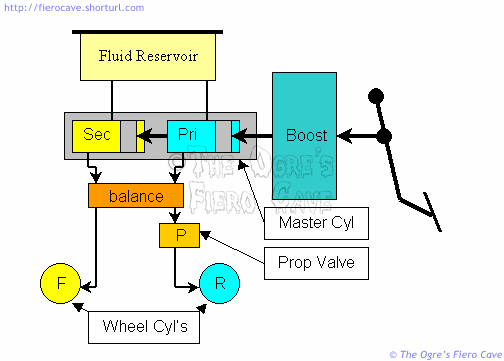 http://fierocave.shorturl.com/
Fluid Reservoir
Sec
Pri
Boost
© The Ogre's
Fiero Cave
balance
Master Cyl
P
Prop Valve
F
R
Wheel Cyl's
© The Ogre's Fiero Cave